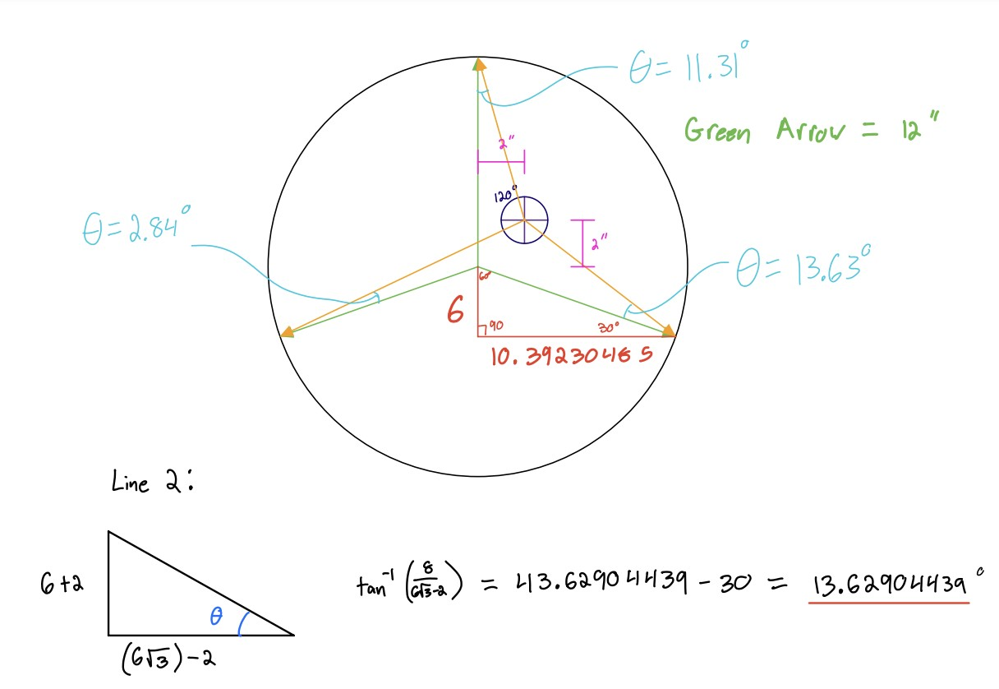 θ = 11.31°
Green Arrow = 12"
2"
120°
θ = 2.84°
2"
θ = 13.63°
60°
6
90
30°
10.392304ꞏ5
Line 2:
6+2
θ
(6√3)-2
tan⁻¹(8/(6√3-2)) = 43.62904439 - 30 = 13.62904439°